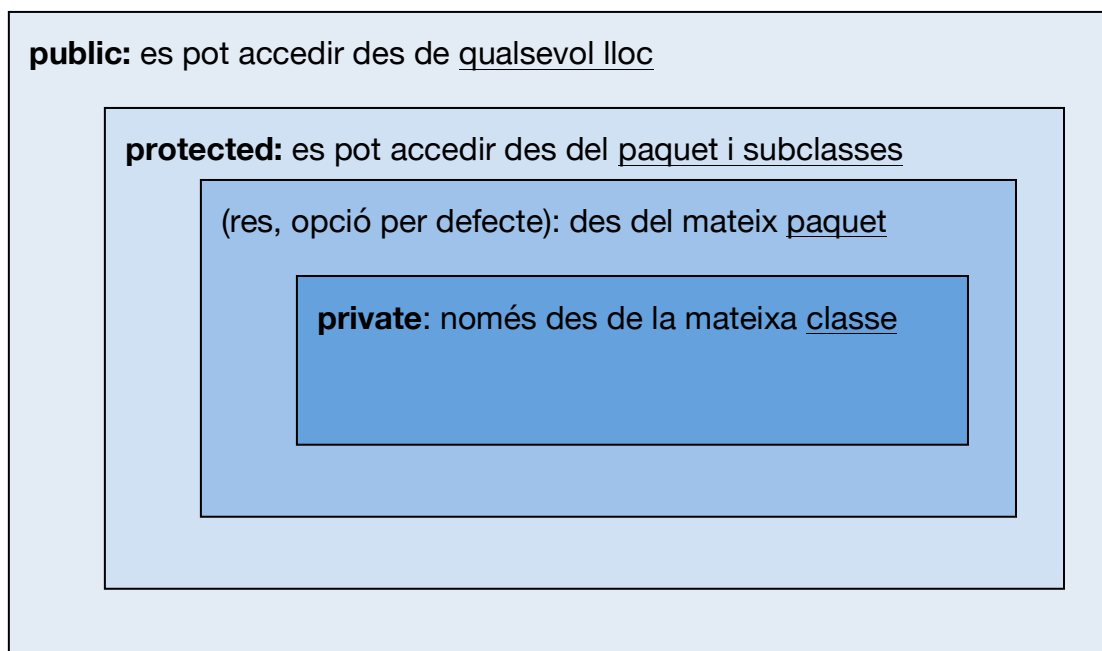 public: es pot accedir des de qualsevol lloc
protected: es pot accedir des del paquet i subclasses
(res, opció per defecte): des del mateix paquet
private: només des de la mateixa classe